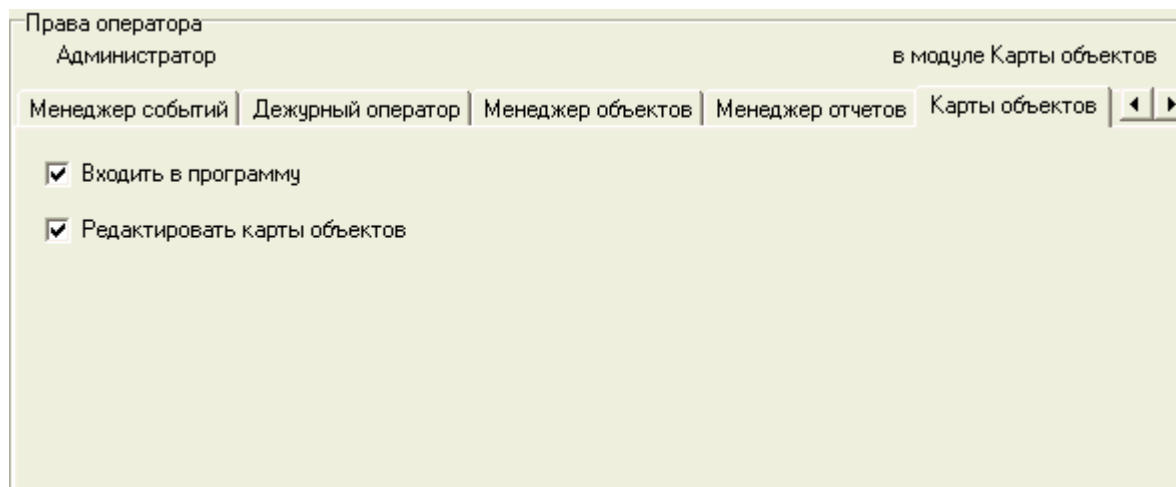 Права оператора
Администратор в модуле Карты объектов
Менеджер событий Дежурный оператор Менеджер объектов Менеджер отчетов Карты объектов
Входить в программу
Редактировать карты объектов